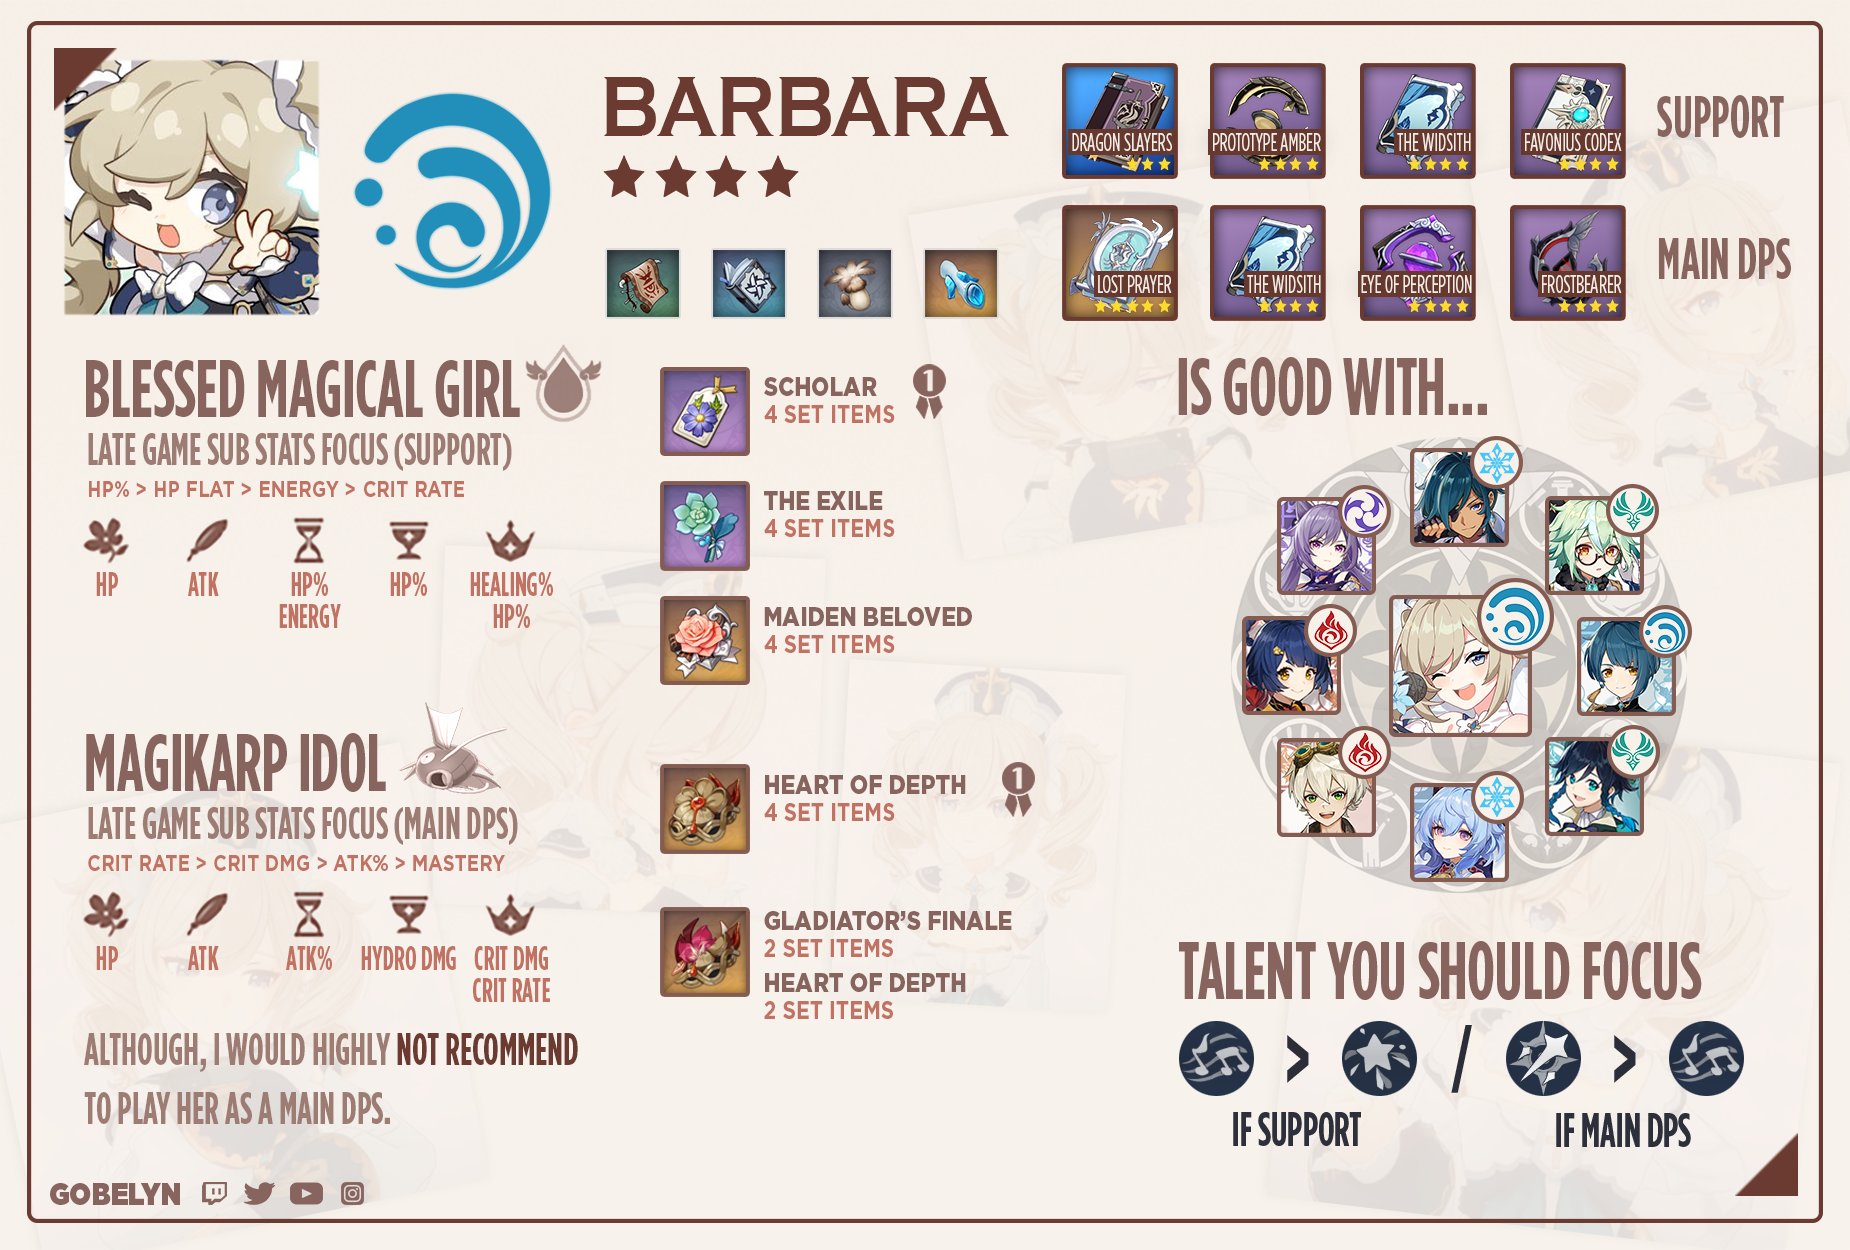 BARBARA
DRAGON SLAYERS
PROTOTYPE AMBER
THE WIDSITH
FAVONIUS CODEX
SUPPORT
LOST PRAYER
THE WIDSITH
EYE OF PERCEPTION
FROSTBEARER
MAIN DPS
BLESSED MAGICAL GIRL
LATE GAME SUB STATS FOCUS (SUPPORT)
HP% > HP FLAT > ENERGY > CRIT RATE
HP
ATK
HP%
ENERGY
HP%
HEALING%
HP%
SCHOLAR
4 SET ITEMS
1
THE EXILE
4 SET ITEMS
MAIDEN BELOVED
4 SET ITEMS
MAGIKARP IDOL
LATE GAME SUB STATS FOCUS (MAIN DPS)
CRIT RATE > CRIT DMG > ATK% > MASTERY
HP
ATK
ATK%
HYDRO DMG
CRIT DMG
CRIT RATE
ALTHOUGH, I WOULD HIGHLY NOT RECOMMEND
TO PLAY HER AS A MAIN DPS.
HEART OF DEPTH
4 SET ITEMS
1
GLADIATOR'S FINALE
2 SET ITEMS
HEART OF DEPTH
2 SET ITEMS
IS GOOD WITH...
TALENT YOU SHOULD FOCUS
> / >
IF SUPPORT
IF MAIN DPS
GOBELYN